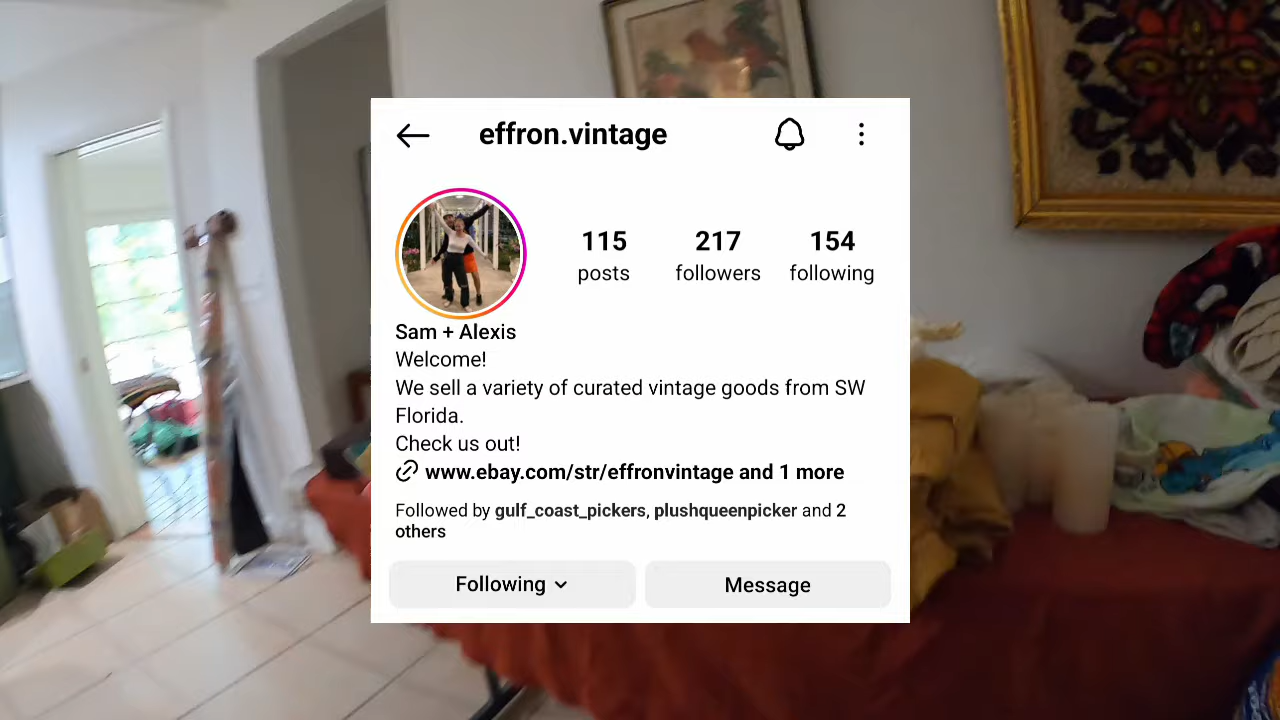 effron.vintage
115 217 154
posts followers following
Sam + Alexis
Welcome!
We sell a variety of curated vintage goods from SW
Florida.
Check us out!
www.ebay.com/str/effronvintage and 1 more
Followed by gulf_coast_pickers, plushqueenpicker and 2
others
Following Message